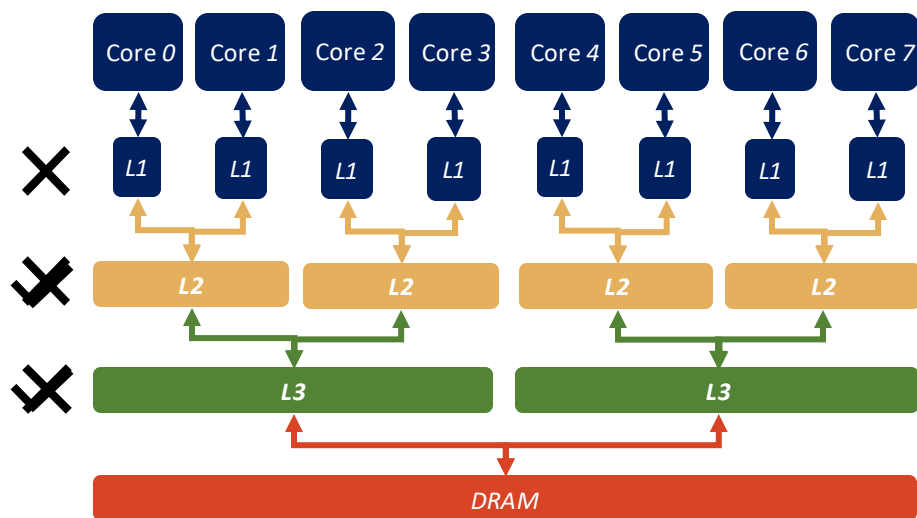 Core 0 Core 1 Core 2 Core 3 Core 4 Core 5 Core 6 Core 7
L1 L1 L1 L1 L1 L1 L1 L1
L2 L2 L2 L2
L3 L3
DRAM